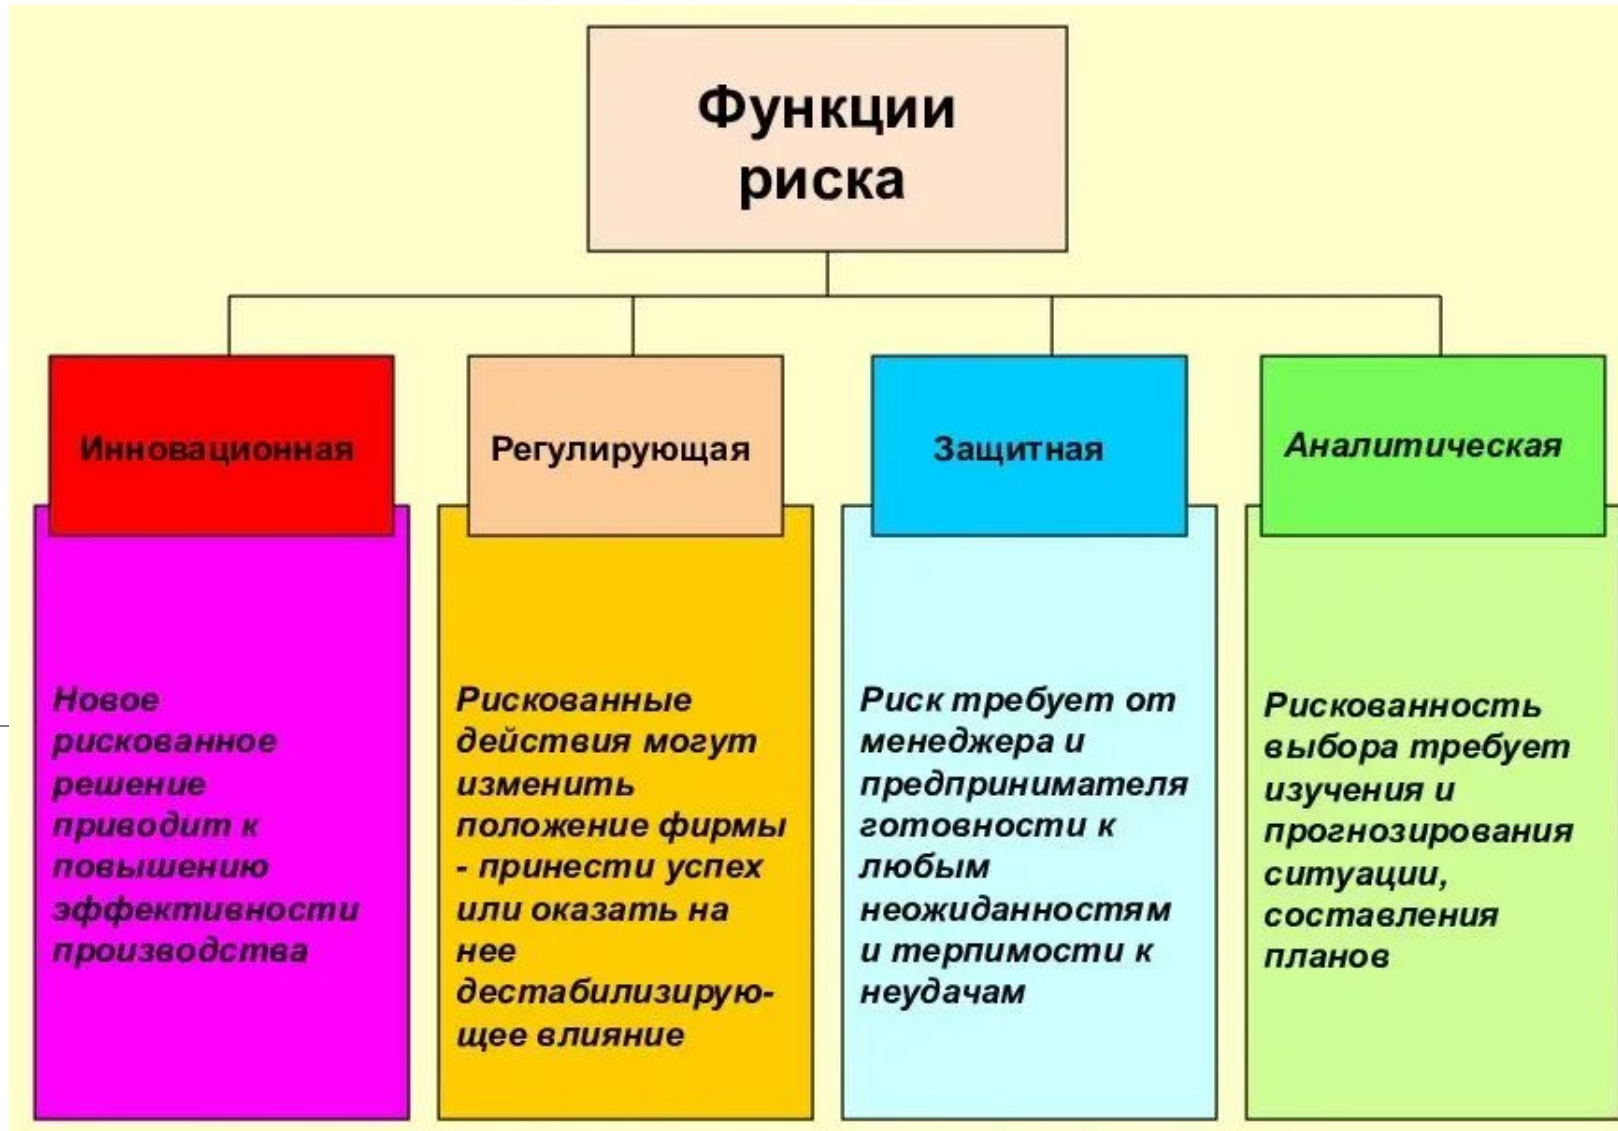 Функции
риска
Инновационная
Регулирующая
Защитная
Аналитическая
Новое
рискованное
решение
приводит к
повышению
эффективности
производства
Рискованные
действия могут
изменить
положение фирмы
- принести успех
или оказать на
нее
дестабилизирую-
щее влияние
Риск требует от
менеджера и
предпринимателя
готовности к
любым
неожиданностям
и терпимости к
неудачам
Рискованность
выбора требует
изучения и
прогнозирования
ситуации,
составления
планов